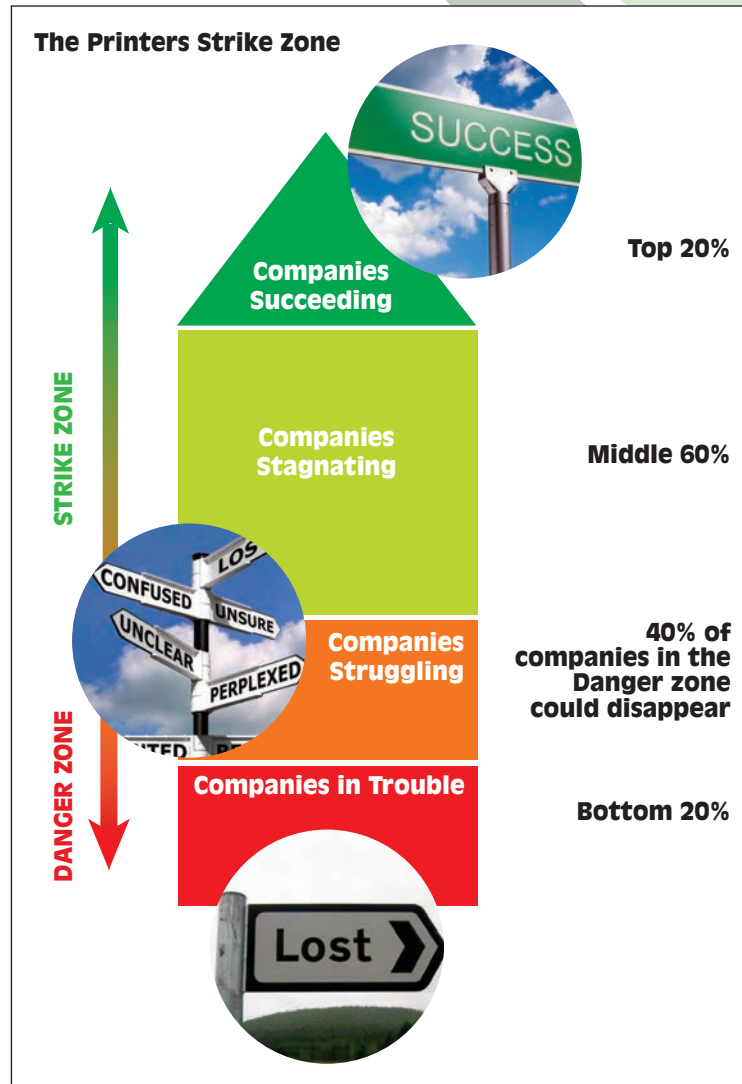 The Printers Strike Zone
SUCCESS
Companies
Succeeding
Top 20%
STRIKE ZONE
Companies
Stagnating
Middle 60%
LOS
CONFUSED
UNSURE
UNCLEAR
PERPLEXED
Companies
Struggling
40% of
companies in the
Danger zone
could disappear
DANGER ZONE
Companies in Trouble
Bottom 20%
Lost